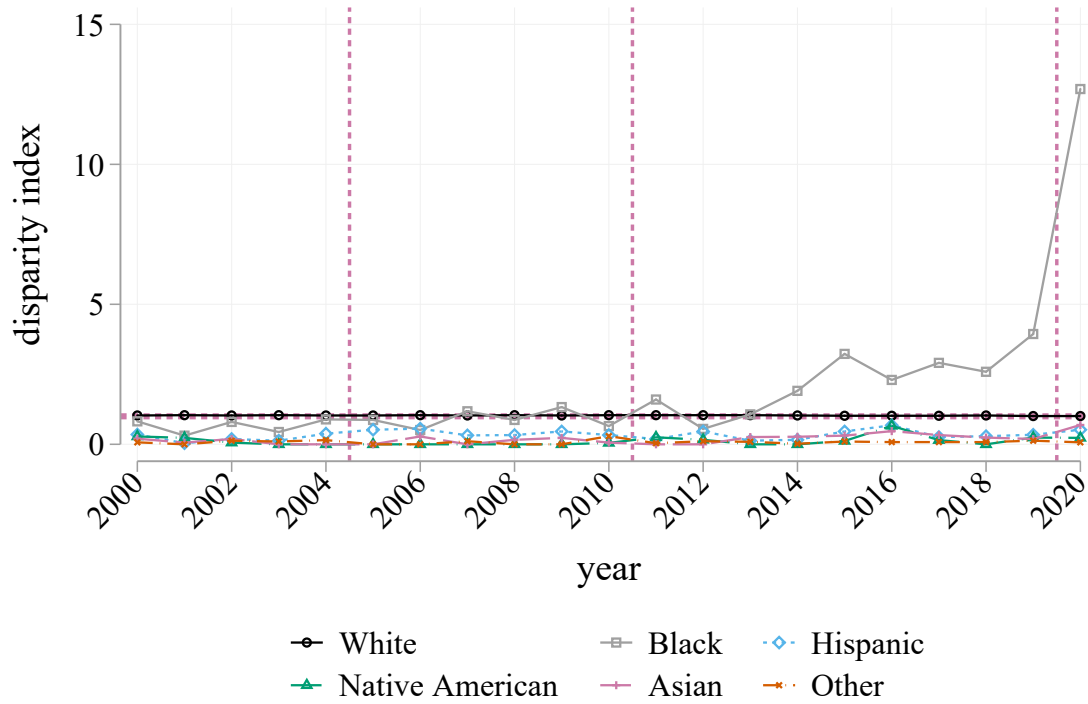 15
10
5
0
disparity index
2000 2002 2004 2006 2008 2010 2012 2014 2016 2018 2020
year
White Black Hispanic
Native American Asian Other